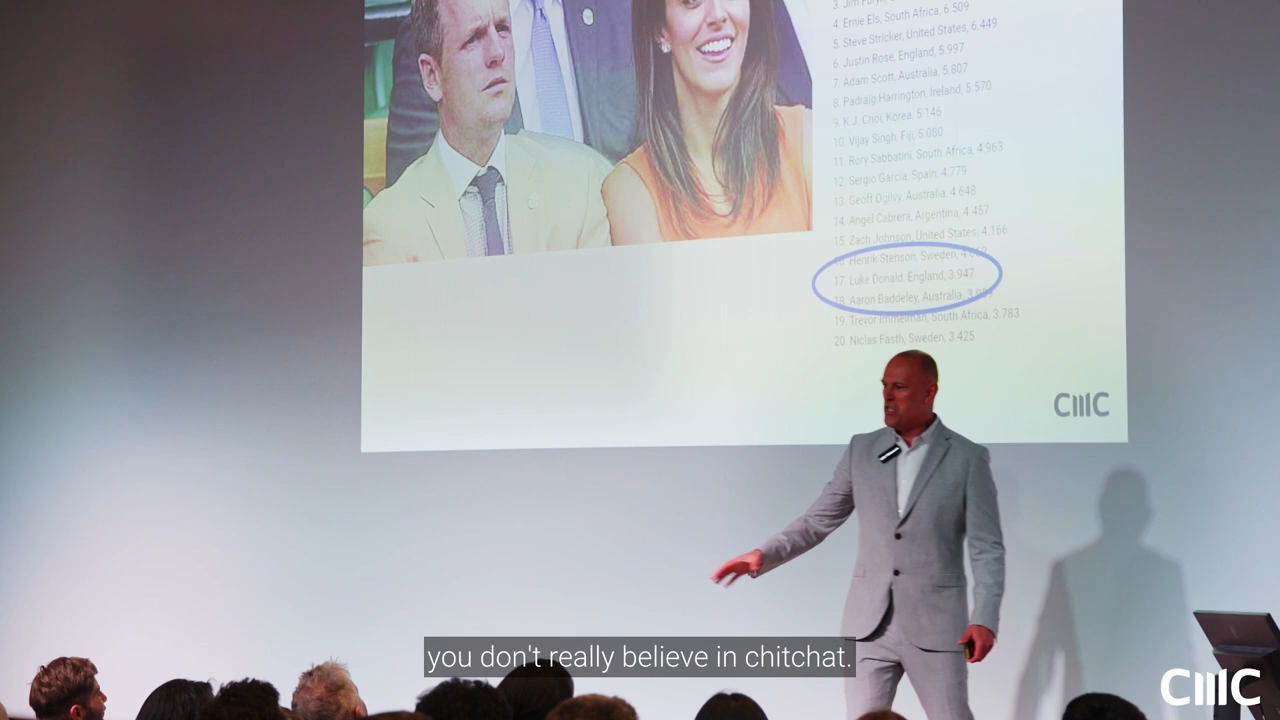 3. Jim Furyk,
4. Ernie Els, South Africa, 6.509
5. Steve Stricker, United States, 6.449
6. Justin Rose, England, 5.997
7. Adam Scott, Australia, 5.807
8. Padraig Harrington, Ireland, 5.570
9. K.J. Choi, Korea, 5.146
10. Vijay Singh, Fiji, 5.080
11. Rory Sabbatini, South Africa, 4.963
12. Sergio Garcia, Spain, 4.779
13. Geoff Ogilvy, Australia, 4.648
14. Angel Cabrera, Argentina, 4.457
15. Zach Johnson, United States, 4.166
Henrik Stenson, Sweden,
17. Luke Donald, England, 3.947
18. Aaron Baddeley, Australia,
19. Trevor Immelman, South Africa, 3.783
20. Niclas Fasth, Sweden, 3.425
CMC
you don't really believe in chitchat.
CMC